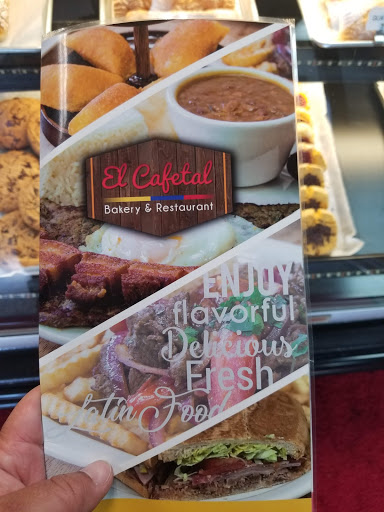 El Cafetal
Bakery & Restaurant
ENJOY
flavorful
Delicious
Fresh
Latin Food